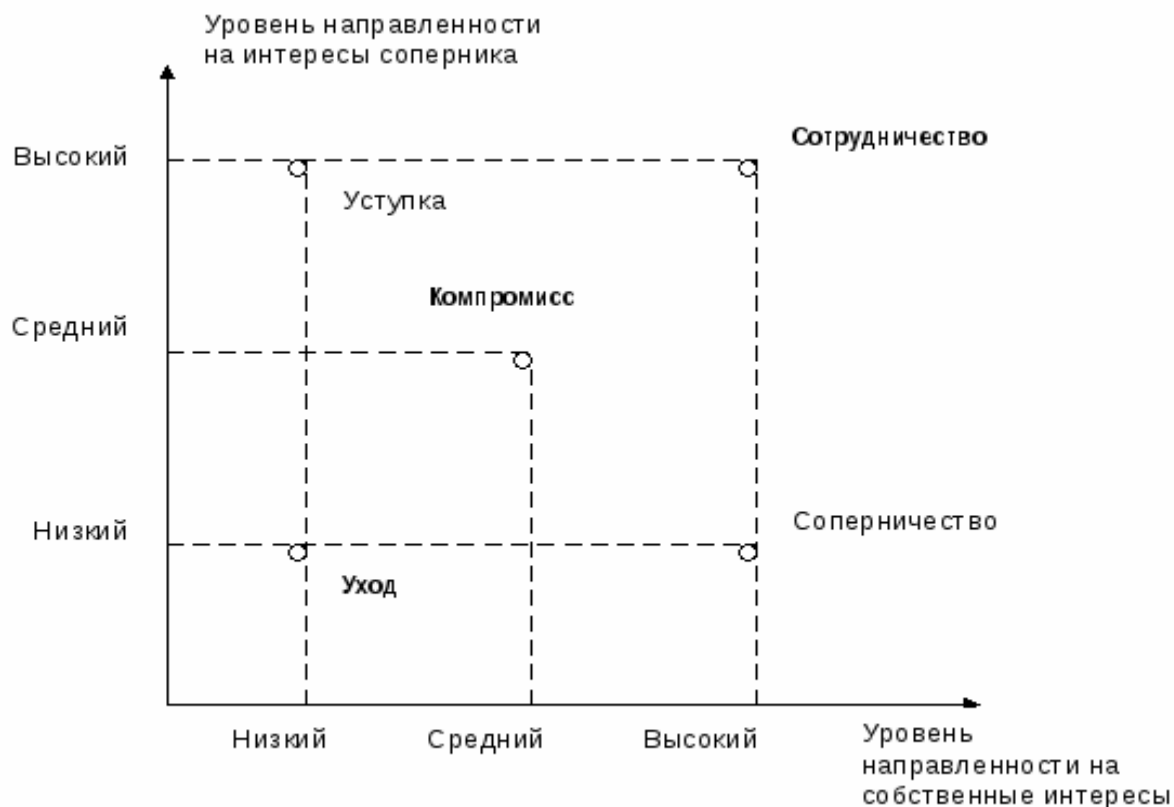 Уровень направленности
на интересы соперника
Высокий
Сотрудничество
Уступка
Компромисс
Средний
Соперничество
Низкий
Уход
Низкий
Средний
Высокий
Уровень
направленности на
собственные интересы